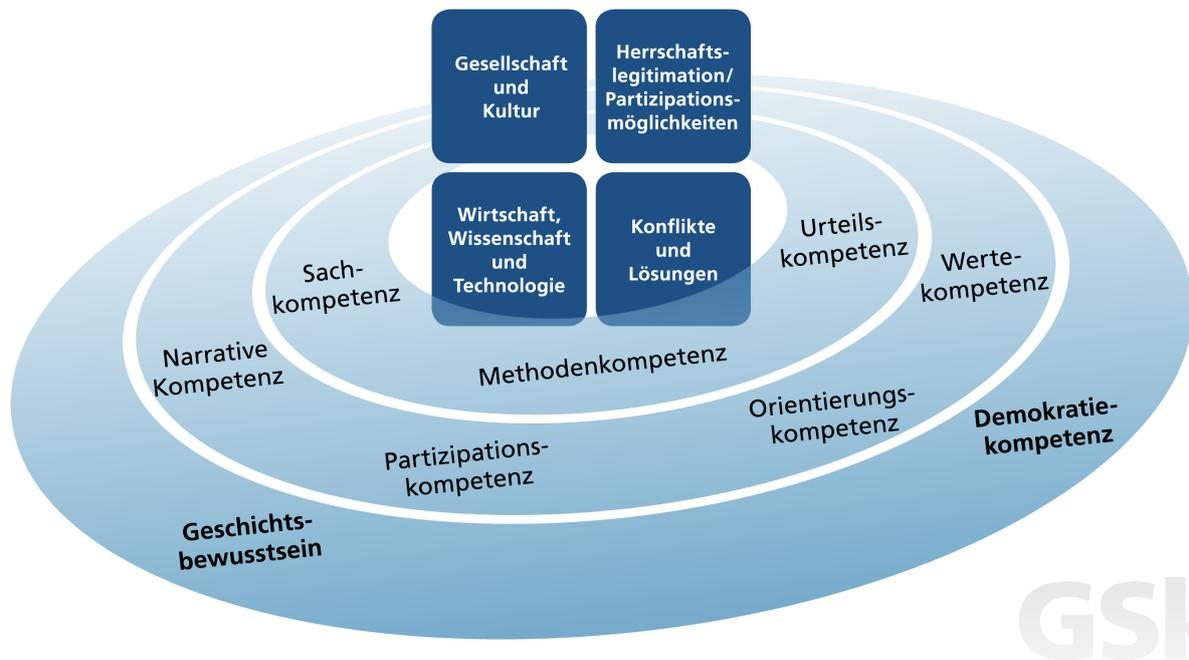 Gesellschaft
und
Kultur
Herrschafts-
legitimation/
Partizipations-
möglichkeiten
Wirtschaft,
Wissenschaft
und
Technologie
Konflikte
und
Lösungen
Sach-
kompetenz
Urteils-
kompetenz
Methodenkompetenz
Narrative
Kompetenz
Werte-
kompetenz
Partizipations-
kompetenz
Orientierungs-
kompetenz
Geschichts-
bewusstsein
Demokratie-
kompetenz